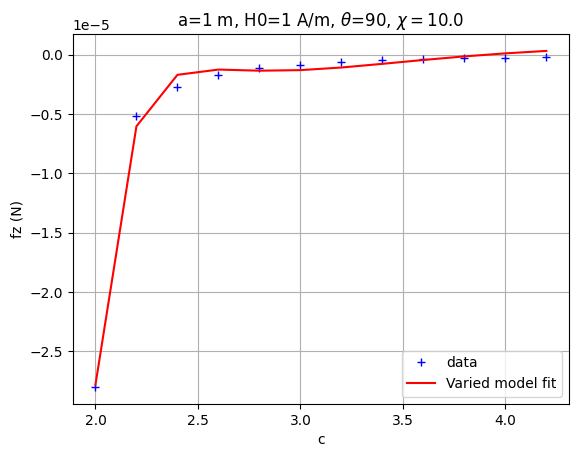 a=1 m, H0=1 A/m, θ=90, χ = 10.0
1e−5
0.0
−0.5
−1.0
−1.5
−2.0
−2.5
fz (N)
data
Varied model fit
2.0 2.5 3.0 3.5 4.0
c